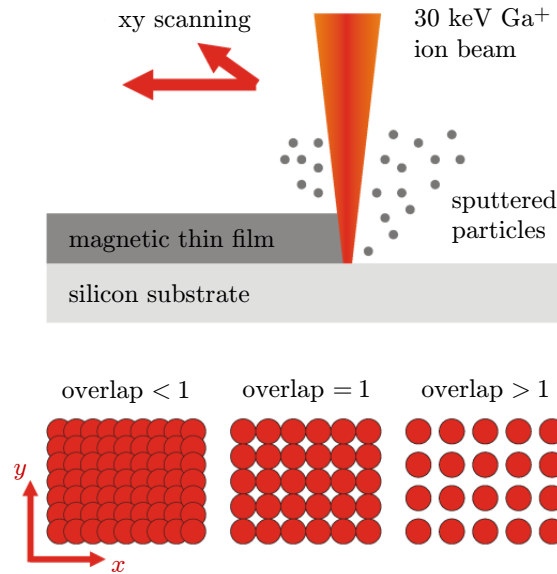 xy scanning
30 keV Ga⁺
ion beam
sputtered
particles
magnetic thin film
silicon substrate
overlap < 1
overlap = 1
overlap > 1
y
x